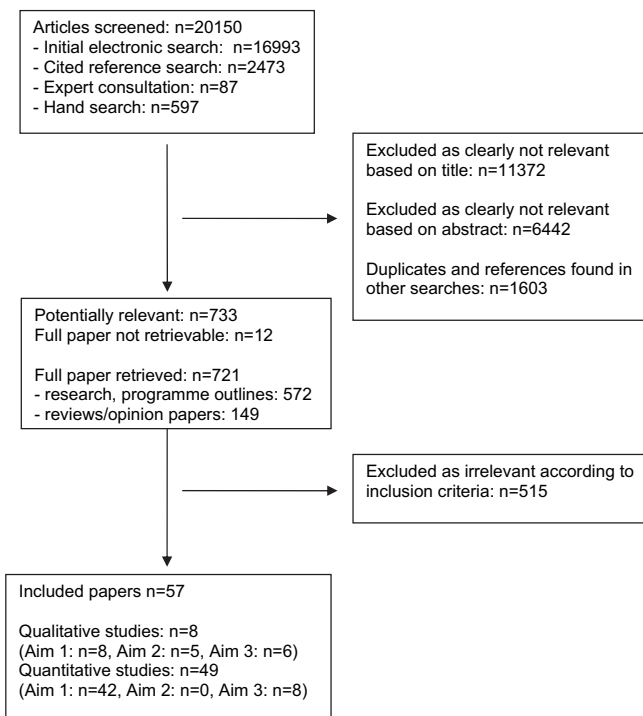 Articles screened: n=20150
- Initial electronic search:  n=16993
- Cited reference search: n=2473
- Expert consultation: n=87
- Hand search: n=597
Excluded as clearly not relevant
based on title: n=11372
Excluded as clearly not relevant
based on abstract: n=6442
Duplicates and references found in
other searches: n=1603
Potentially relevant: n=733
Full paper not retrievable: n=12
Full paper retrieved: n=721
- research, programme outlines: 572
- reviews/opinion papers: 149
Excluded as irrelevant according to
inclusion criteria: n=515
Included papers n=57
Qualitative studies: n=8
(Aim 1: n=8, Aim 2: n=5, Aim 3: n=6)
Quantitative studies: n=49
(Aim 1: n=42, Aim 2: n=0, Aim 3: n=8)